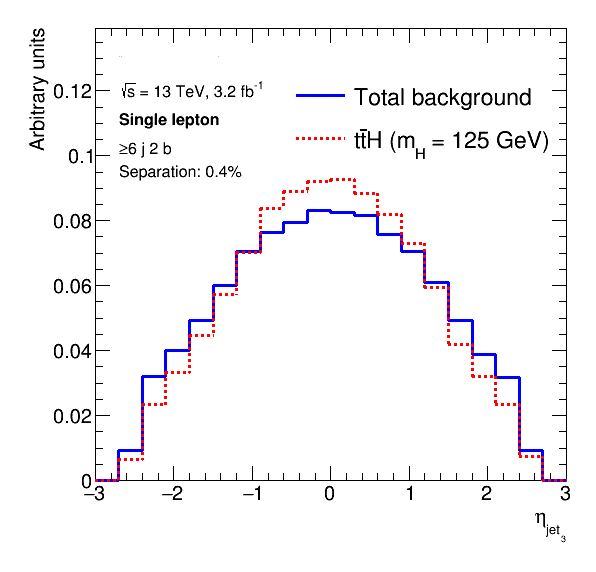 Arbitrary units
0.12
0.1
0.08
0.06
0.04
0.02
0
√s = 13 TeV, 3.2 fb⁻¹
Single lepton
≥6 j 2 b
Separation: 0.4%
Total background
tt̄H (m_H = 125 GeV)
−3 −2 −1 0 1 2 3
η_jet_3